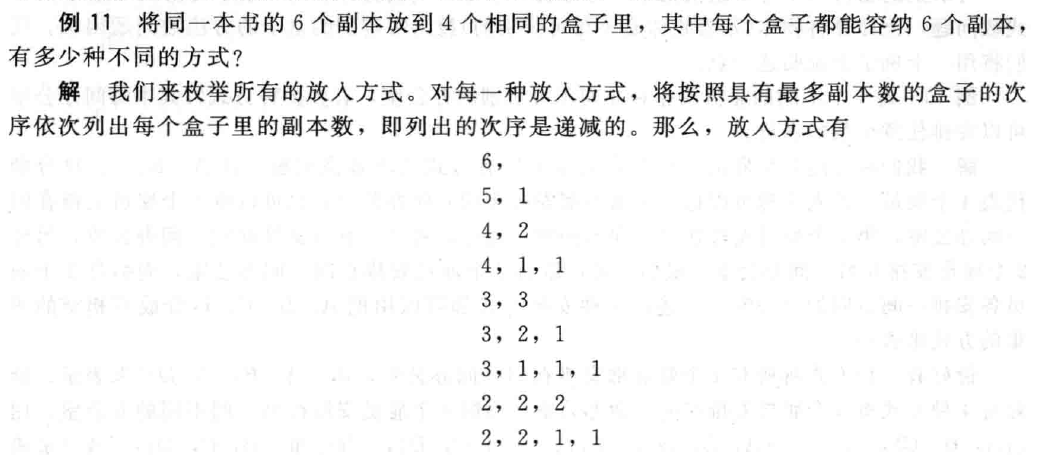 例 11 将同一本书的 6 个副本放到 4 个相同的盒子里，其中每个盒子都能容纳 6 个副本，
有多少种不同的方式？
解 我们来枚举所有的放入方式。对每一种放入方式，将按照具有最多副本数的盒子的次
序依次列出每个盒子里的副本数，即列出的次序是递减的。那么，放入方式有
6，
5，1
4，2
4，1，1
3，3
3，2，1
3，1，1，1
2，2，2
2，2，1，1